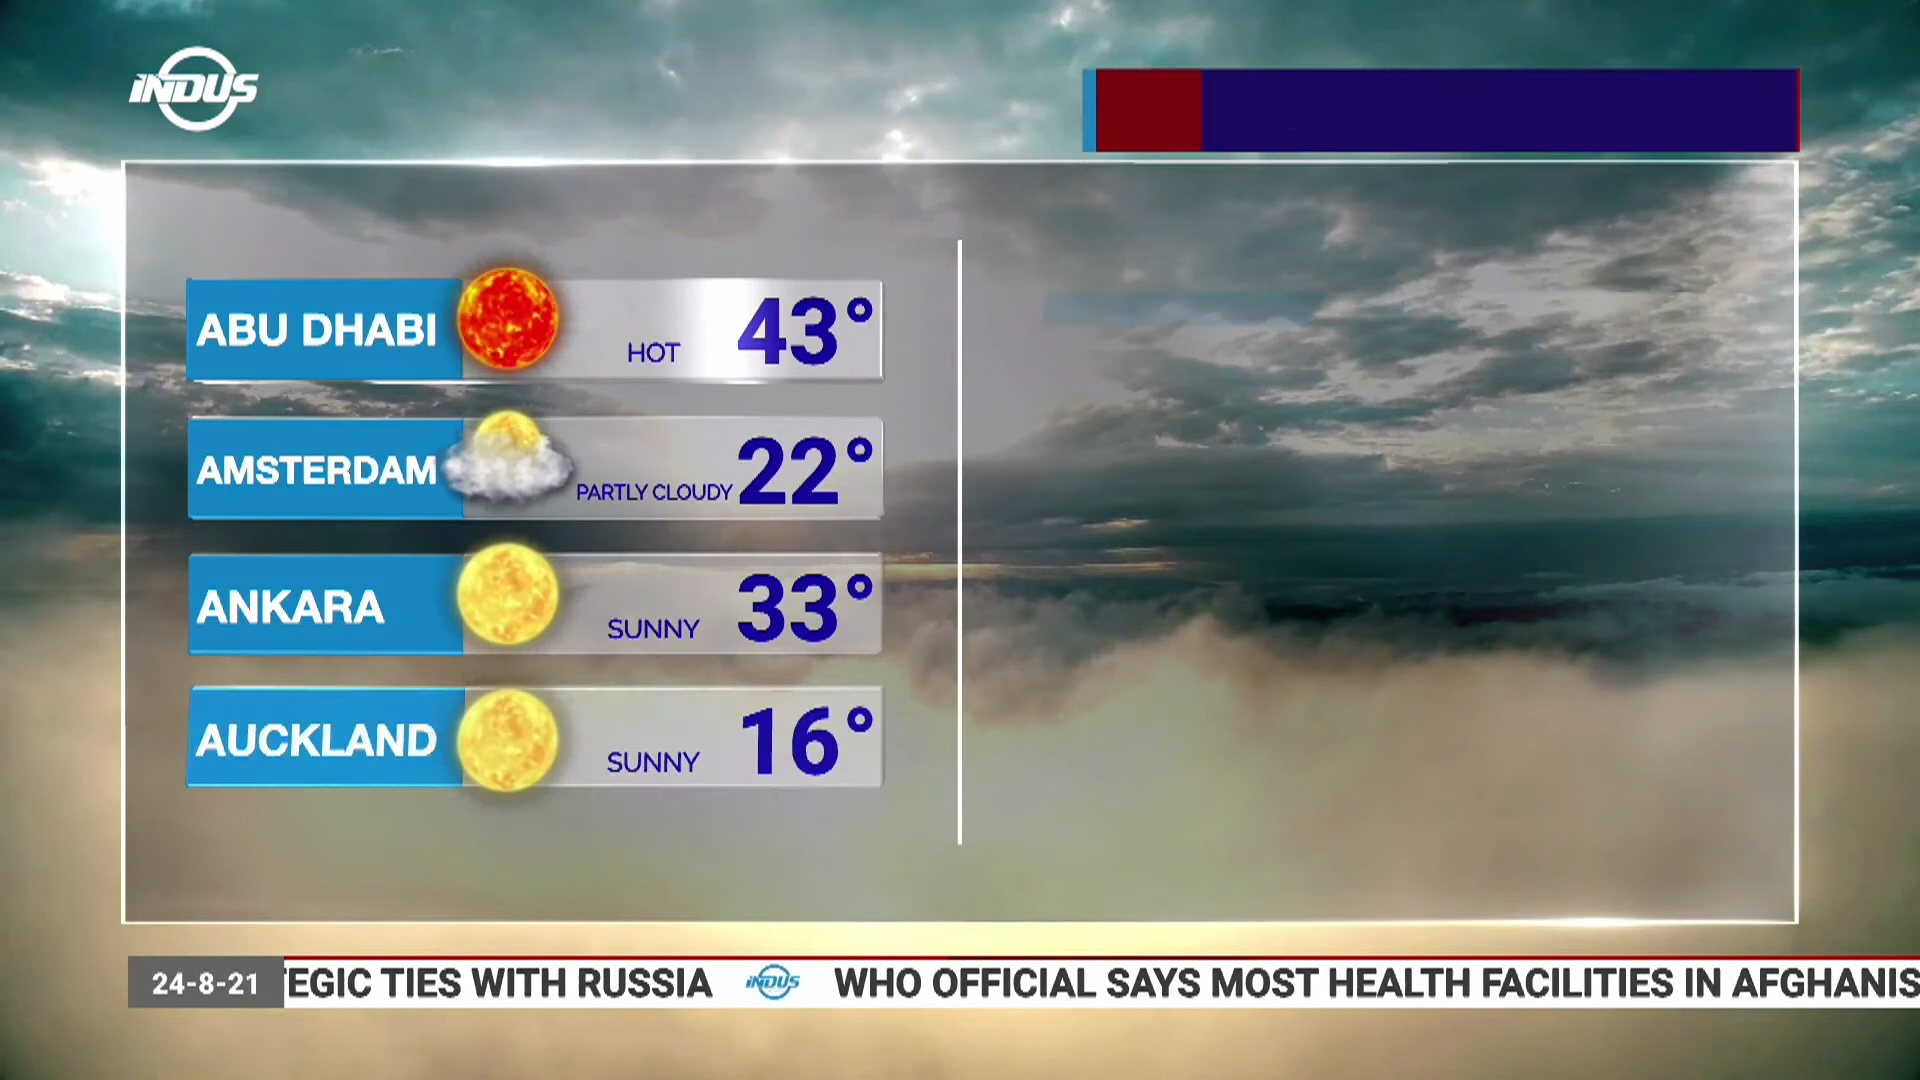 iNDUS
ABU DHABI HOT 43°
AMSTERDAM PARTLY CLOUDY 22°
ANKARA SUNNY 33°
AUCKLAND SUNNY 16°
24-8-21 TEGIC TIES WITH RUSSIA iNDUS WHO OFFICIAL SAYS MOST HEALTH FACILITIES IN AFGHANIS